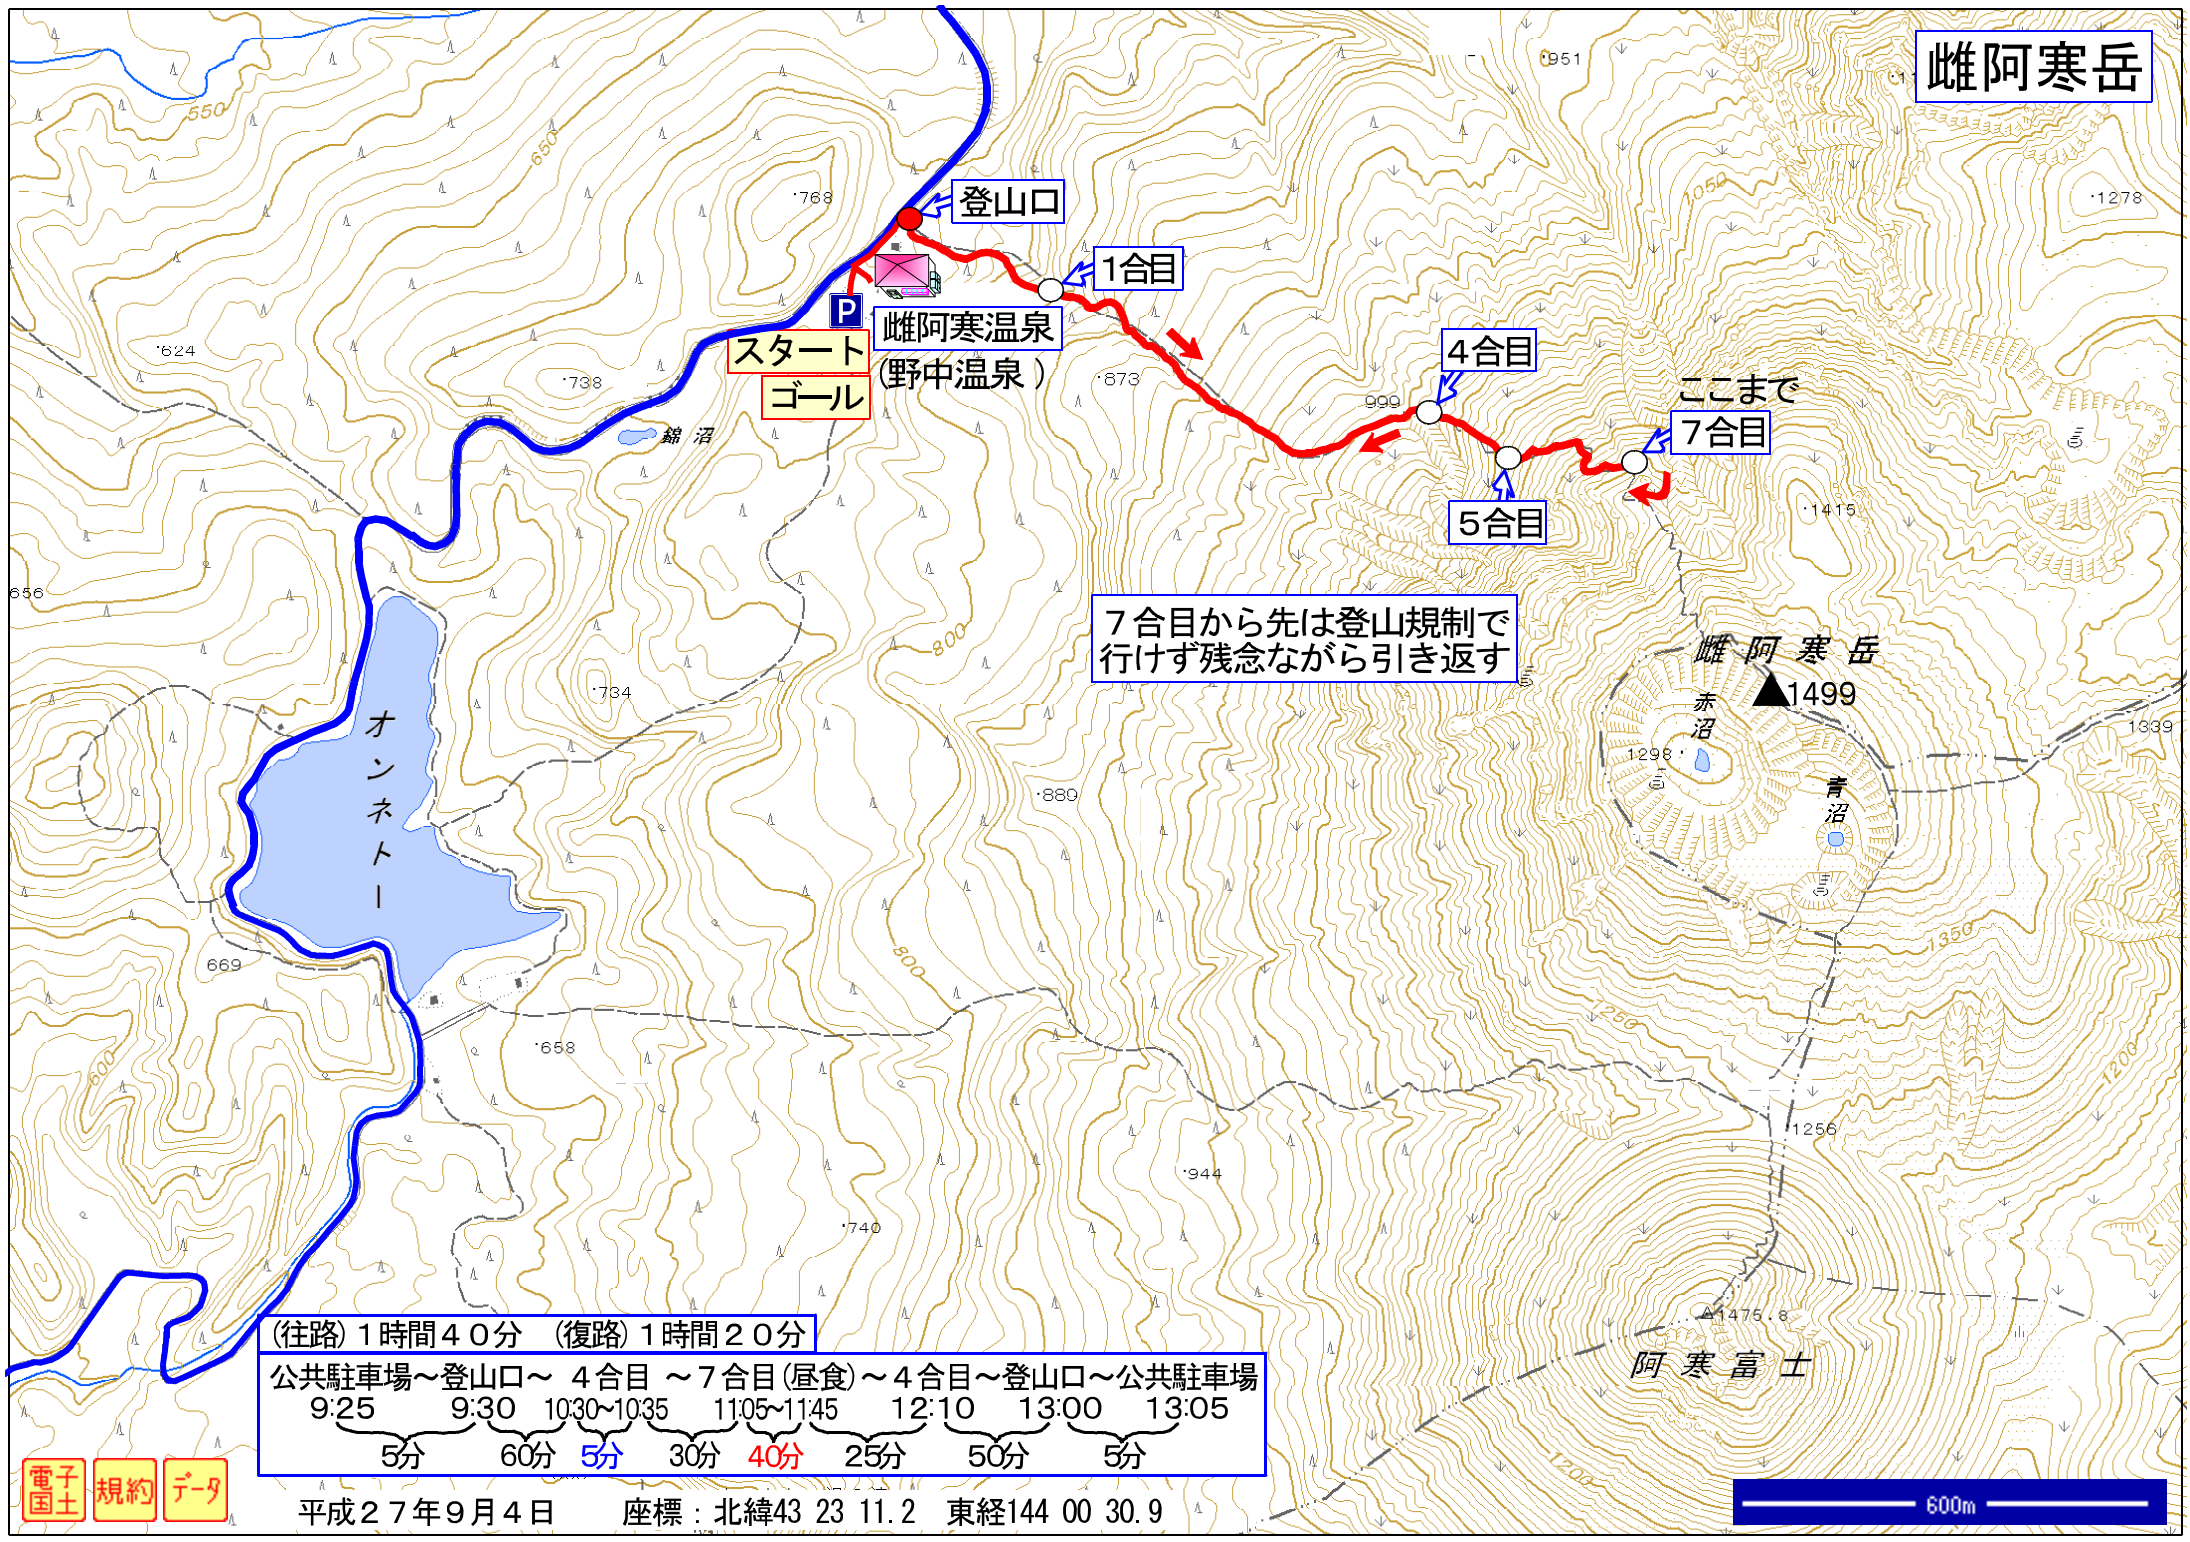 雌阿寒岳
550
650
951
1050
1278
768
登山口
1合目
P
雌阿寒温泉
(野中温泉 )
スタート
ゴール
624
738
873
999
錦 沼
4合目
ここまで
7合目
5合目
1415
656
800
734
7合目から先は登山規制で
行けず残念ながら引き返す
雌 阿 寒 岳
1499
赤沼
1298
1339
青沼
オンネトー
889
669
800
1350
1250
658
600
1200
1256
944
740
1475.8
阿 寒 富 士
1200
(往路)1時間40分 (復路)1時間20分
公共駐車場~登山口~ 4合目 ~7合目(昼食)~4合目~登山口~公共駐車場
9:25 9:30 10:30~10:35 11:05~11:45 12:10 13:00 13:05
5分 60分 5分 30分 40分 25分 50分 5分
電子国土 規約 データ
平成27年9月4日 座標:北緯43 23 11.2 東経144 00 30.9
600m